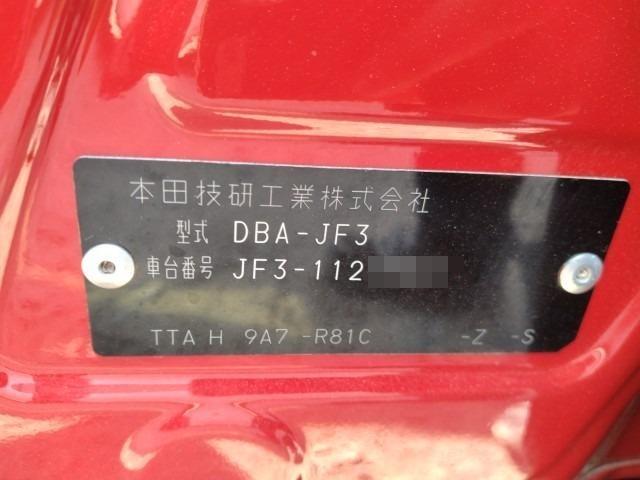 本田技研工業株式会社
型式 DBA-JF3
車台番号 JF3-112
TTA H 9A7 -R81C -Z -S